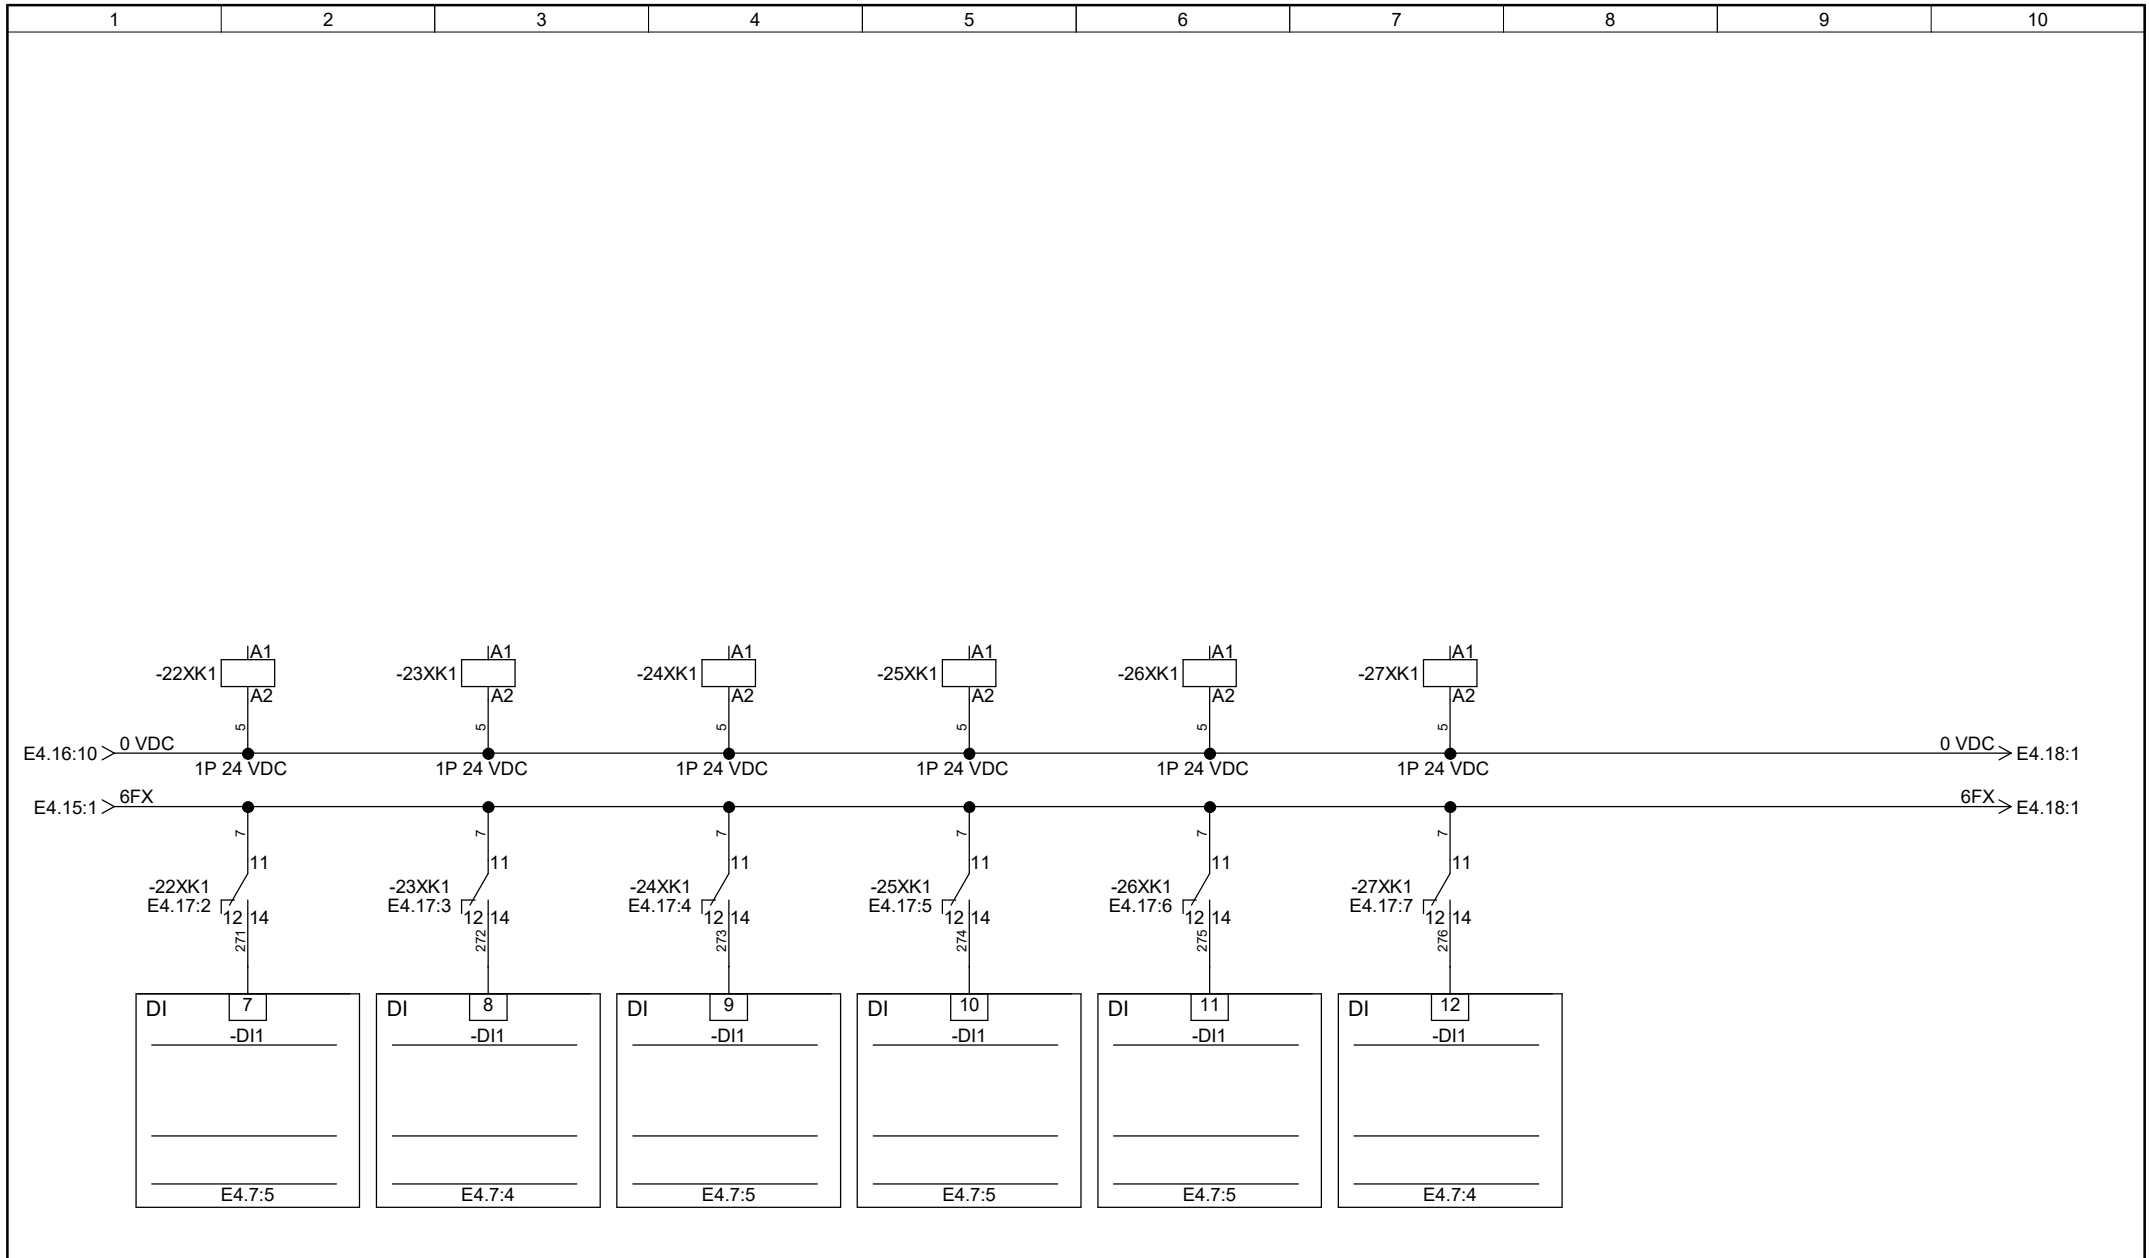 1 2 3 4 5 6 7 8 9 10
A1 A1 A1 A1 A1 A1
-22XK1 -23XK1 -24XK1 -25XK1 -26XK1 -27XK1
A2 A2 A2 A2 A2 A2
5 5 5 5 5 5
E4.16:10 0 VDC 0 VDC E4.18:1
1P 24 VDC 1P 24 VDC 1P 24 VDC 1P 24 VDC 1P 24 VDC 1P 24 VDC
E4.15:1 6FX 6FX E4.18:1
7 7 7 7 7 7
11 11 11 11 11 11
-22XK1 -23XK1 -24XK1 -25XK1 -26XK1 -27XK1
E4.17:2 E4.17:3 E4.17:4 E4.17:5 E4.17:6 E4.17:7
12 14 12 14 12 14 12 14 12 14 12 14
271 272 273 274 275 276
DI 7 DI 8 DI 9 DI 10 DI 11 DI 12
-DI1 -DI1 -DI1 -DI1 -DI1 -DI1
E4.7:5 E4.7:4 E4.7:5 E4.7:5 E4.7:5 E4.7:4